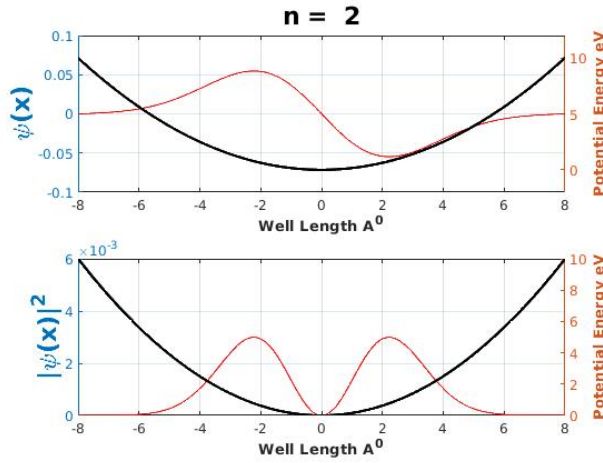 n = 2
0.1
0.05
0
-0.05
-0.1
ψ(x)
10
5
0
Potential Energy eV
-8 -6 -4 -2 0 2 4 6 8
Well Length A⁰
×10⁻³
6
4
2
0
|ψ(x)|²
10
8
6
4
2
0
Potential Energy eV
-8 -6 -4 -2 0 2 4 6 8
Well Length A⁰